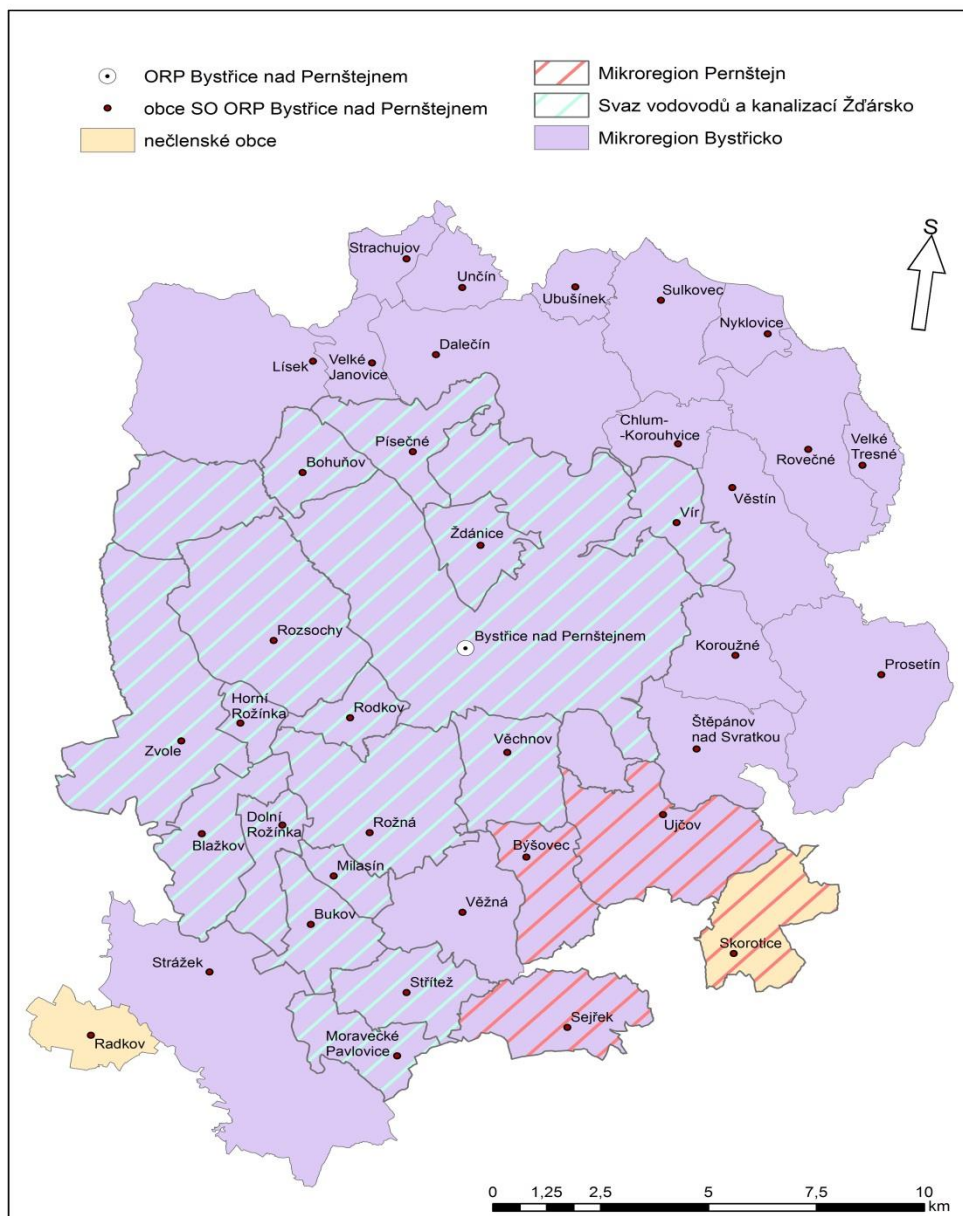 ORP Bystřice nad Pernštejnem
obce SO ORP Bystřice nad Pernštejnem
nečlenské obce
Mikroregion Pernštejn
Svaz vodovodů a kanalizací Žďársko
Mikroregion Bystřicko
S
Strachujov
Unčín
Ubušínek
Sulkovec
Nyklovice
Dalečín
Lísek
Velké
Janovice
Chlum-
-Korouhvice
Písečné
Bohuňov
Rovečné
Velké
Tresné
Věstín
Vír
Ždánice
Rozsochy
Bystřice nad Pernštejnem
Koroužné
Prosetín
Horní
Rožínka
Rodkov
Zvole
Věchnov
Štěpánov
nad Svratkou
Dolní
Rožínka
Blažkov
Rožná
Ujčov
Býšovec
Milasín
Bukov
Věžná
Skorotice
Strážek
Střítež
Sejřek
Radkov
Moravecké
Pavlovice
0 1,25 2,5 5 7,5 10
km